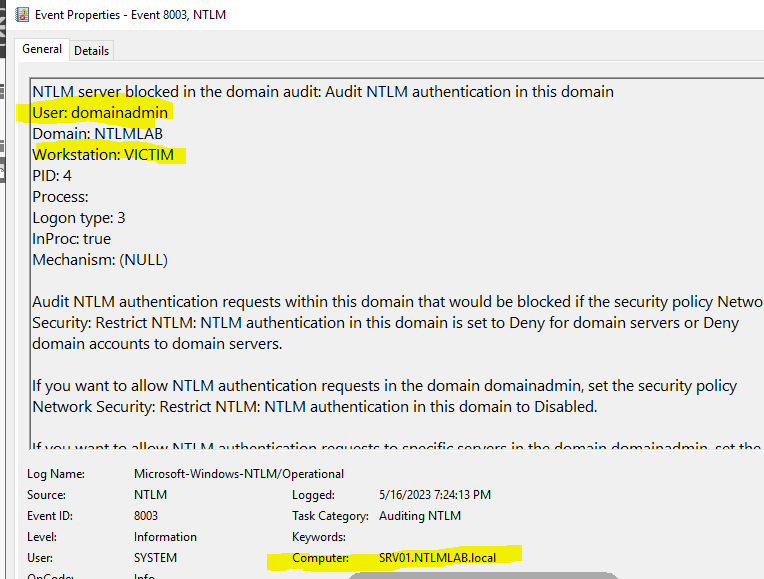 Event Properties - Event 8003, NTLM
General Details
NTLM server blocked in the domain audit: Audit NTLM authentication in this domain
User: domainadmin
Domain: NTLMLAB
Workstation: VICTIM
PID: 4
Process:
Logon type: 3
InProc: true
Mechanism: (NULL)
Audit NTLM authentication requests within this domain that would be blocked if the security policy Netwo
Security: Restrict NTLM: NTLM authentication in this domain is set to Deny for domain servers or Deny
domain accounts to domain servers.
If you want to allow NTLM authentication requests in the domain domainadmin, set the security policy
Network Security: Restrict NTLM: NTLM authentication in this domain to Disabled.
If you want to allow NTLM authentication requests to specific servers in the domain domainadmin, set the
Log Name: Microsoft-Windows-NTLM/Operational
Source: NTLM Logged: 5/16/2023 7:24:13 PM
Event ID: 8003 Task Category: Auditing NTLM
Level: Information Keywords:
User: SYSTEM Computer: SRV01.NTLMLAB.local
OpCode: Info